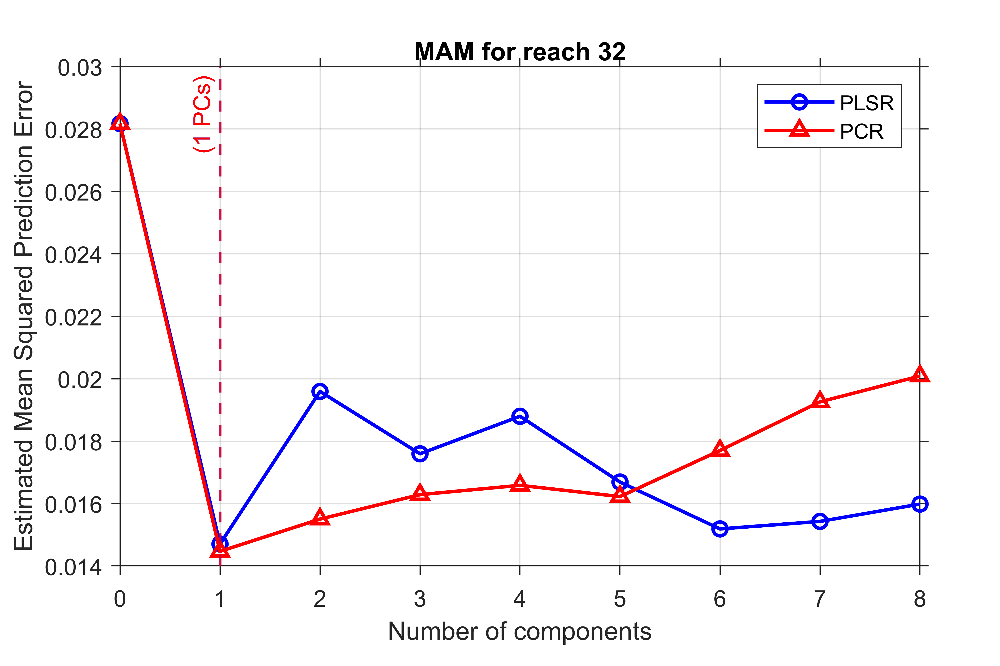 MAM for reach 32
Estimated Mean Squared Prediction Error
0.03
0.028
0.026
0.024
0.022
0.02
0.018
0.016
0.014
(1 PCs)
PLSR
PCR
0 1 2 3 4 5 6 7 8
Number of components